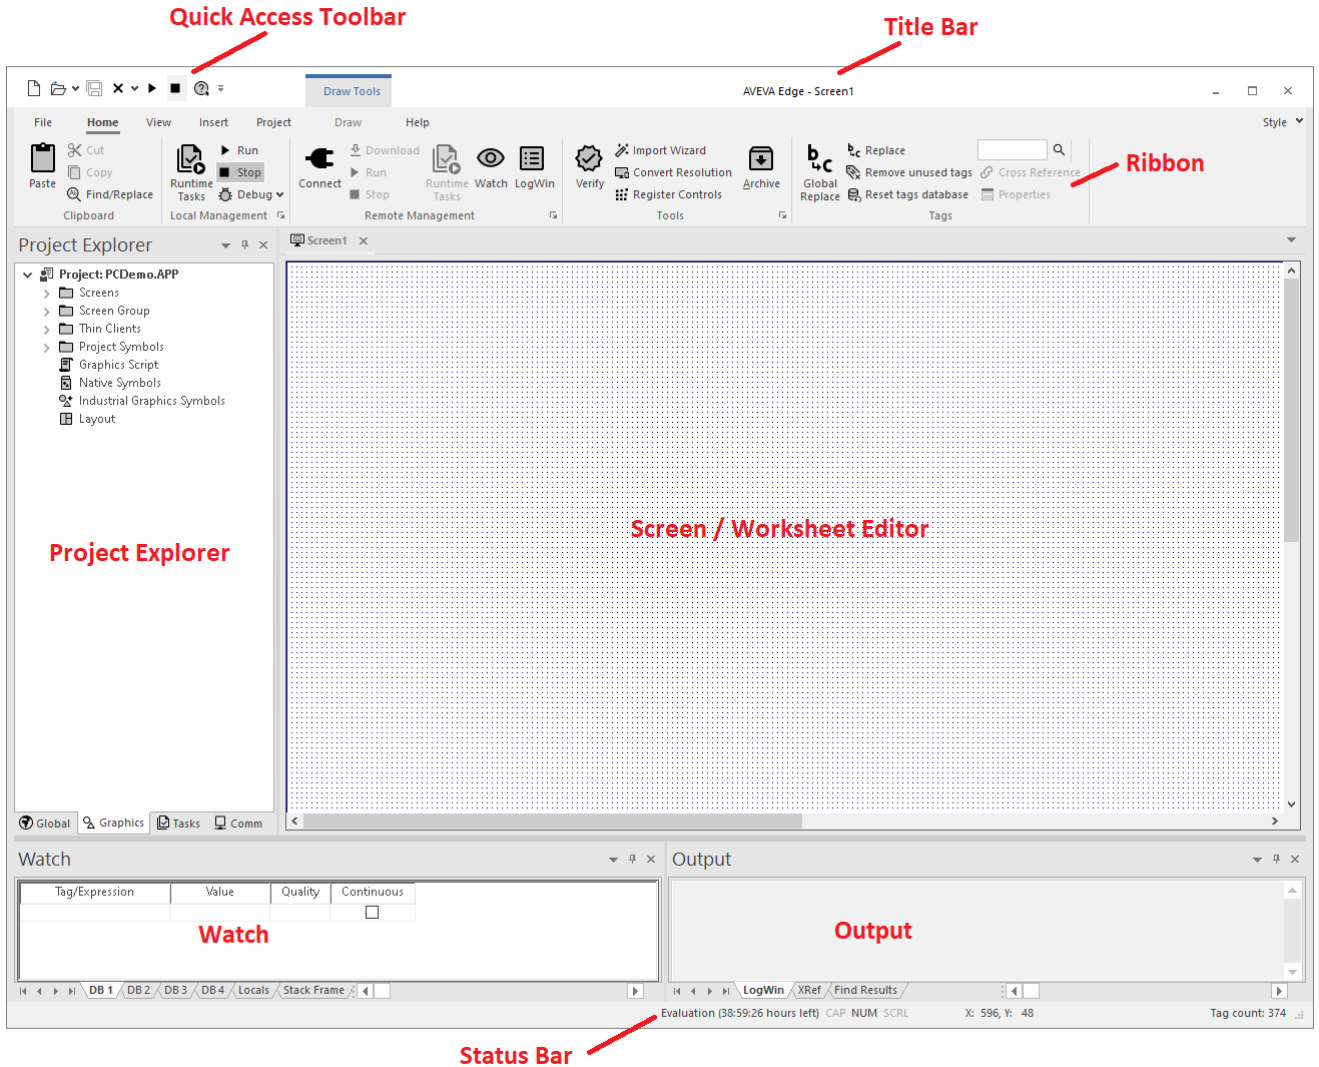 Quick Access Toolbar
Title Bar
Draw Tools
AVEVA Edge - Screen1
File Home View Insert Project Draw Help Style
Paste
Cut
Copy
Find/Replace
Clipboard
Runtime Tasks
Run
Stop
Debug
Local Management
Connect
Download
Run
Stop
Runtime Tasks
Watch
LogWin
Remote Management
Verify
Import Wizard
Convert Resolution
Register Controls
Archive
Tools
Global Replace
Replace
Remove unused tags
Reset tags database
Cross Reference
Properties
Tags
Ribbon
Project Explorer
Project: PCDemo.APP
Screens
Screen Group
Thin Clients
Project Symbols
Graphics Script
Native Symbols
Industrial Graphics Symbols
Layout
Project Explorer
Global Graphics Tasks Comm
Screen1
Screen / Worksheet Editor
Watch
Tag/Expression Value Quality Continuous
Watch
DB 1 DB 2 DB 3 DB 4 Locals Stack Frame
Output
Output
LogWin XRef Find Results
Evaluation (38:59:26 hours left) CAP NUM SCRL X: 596, Y: 48 Tag count: 374
Status Bar